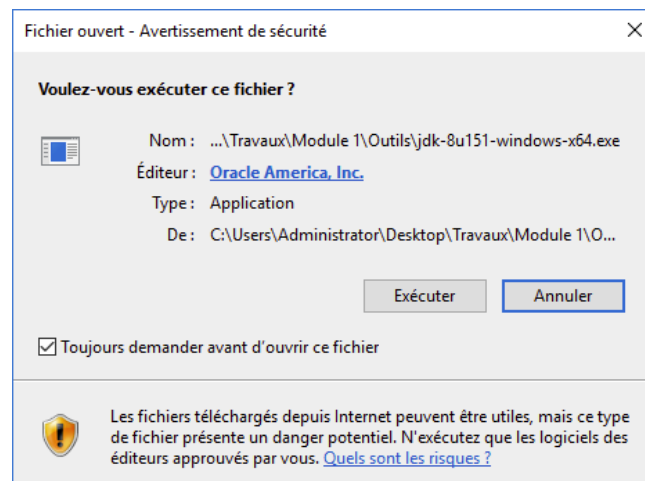 Fichier ouvert - Avertissement de sécurité
Voulez-vous exécuter ce fichier ?
Nom : ...\Travaux\Module 1\Outils\jdk-8u151-windows-x64.exe
Éditeur : Oracle America, Inc.
Type : Application
De : C:\Users\Administrator\Desktop\Travaux\Module 1\O...
Exécuter Annuler
Toujours demander avant d'ouvrir ce fichier
Les fichiers téléchargés depuis Internet peuvent être utiles, mais ce type
de fichier présente un danger potentiel. N'exécutez que les logiciels des
éditeurs approuvés par vous. Quels sont les risques ?